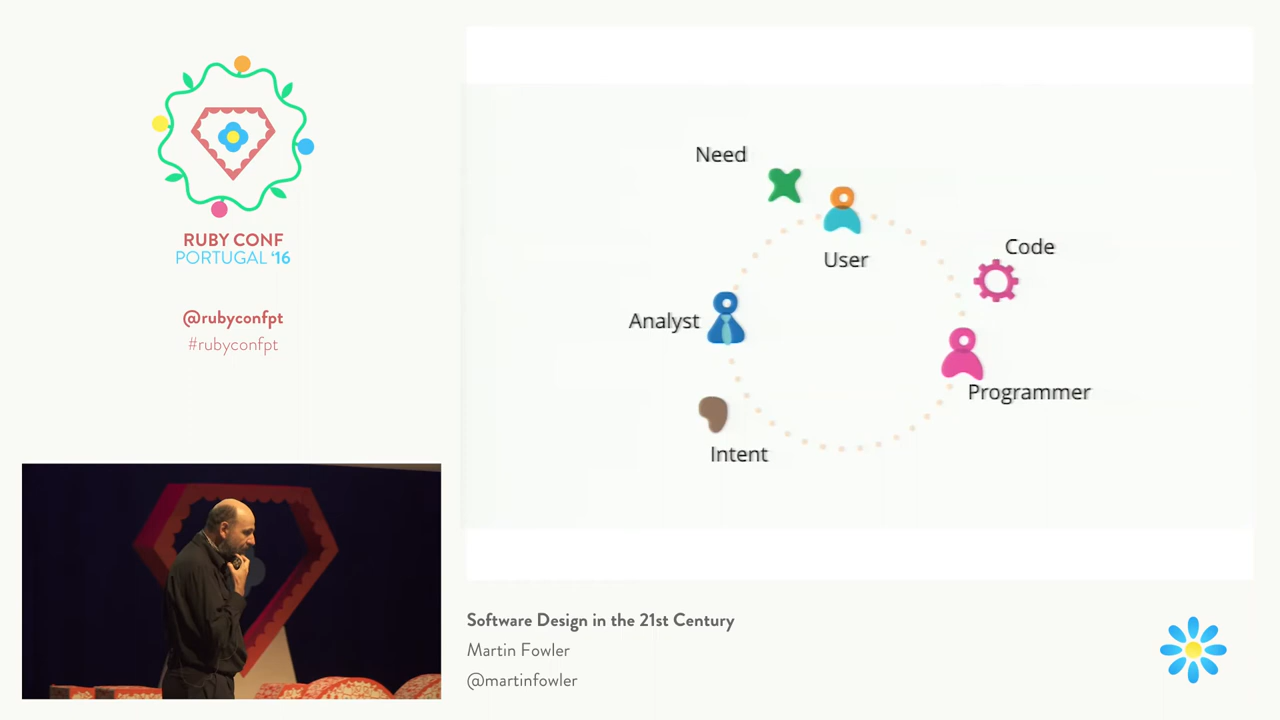 RUBY CONF
PORTUGAL ‘16
@rubyconfpt
#rubyconfpt
Need
User
Code
Analyst
Programmer
Intent
Software Design in the 21st Century
Martin Fowler
@martinfowler